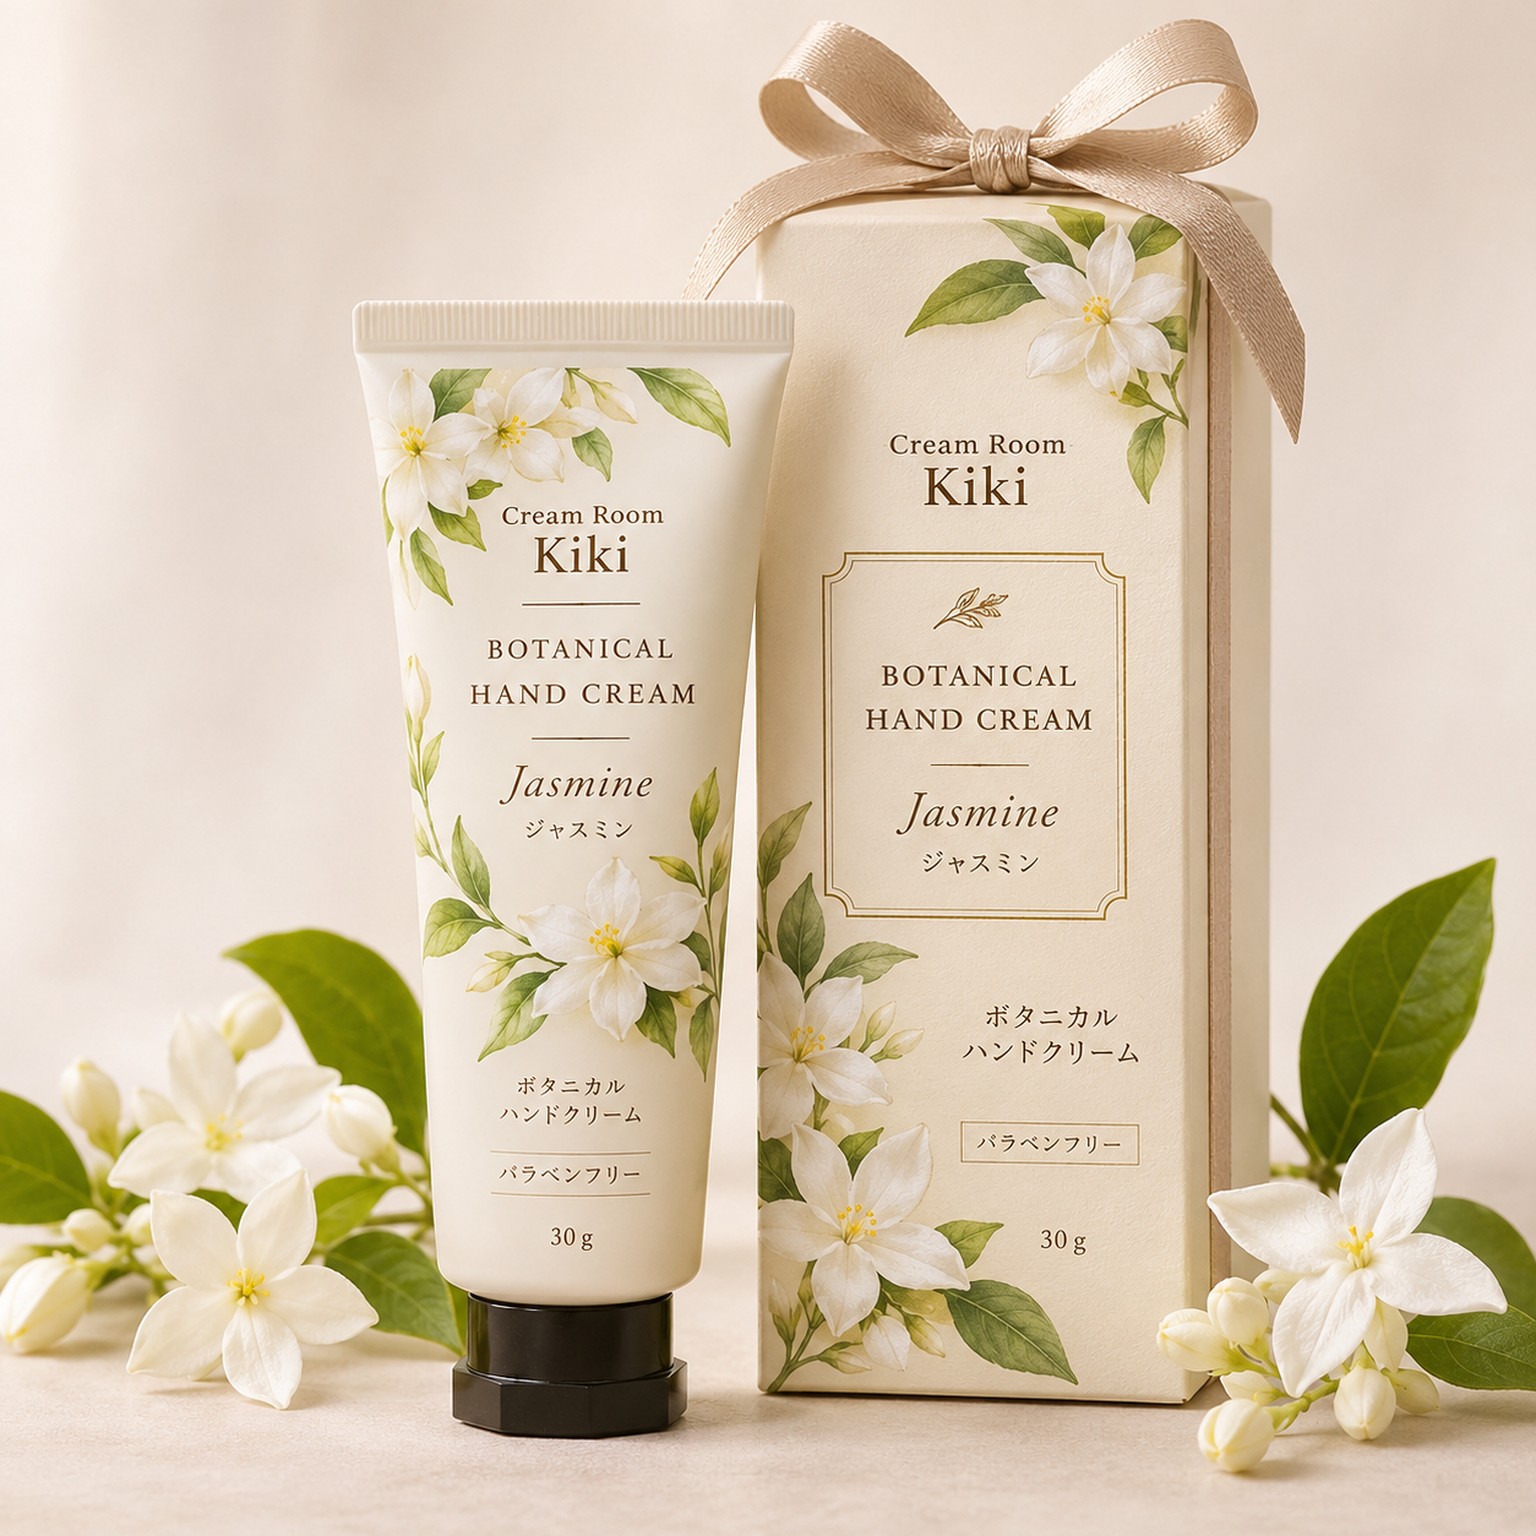 Cream Room
Kiki
BOTANICAL
HAND CREAM
Jasmine
ジャスミン
ボタニカル
ハンドクリーム
パラベンフリー
30g
Cream Room
Kiki
BOTANICAL
HAND CREAM
Jasmine
ジャスミン
ボタニカル
ハンドクリーム
パラベンフリー
30g